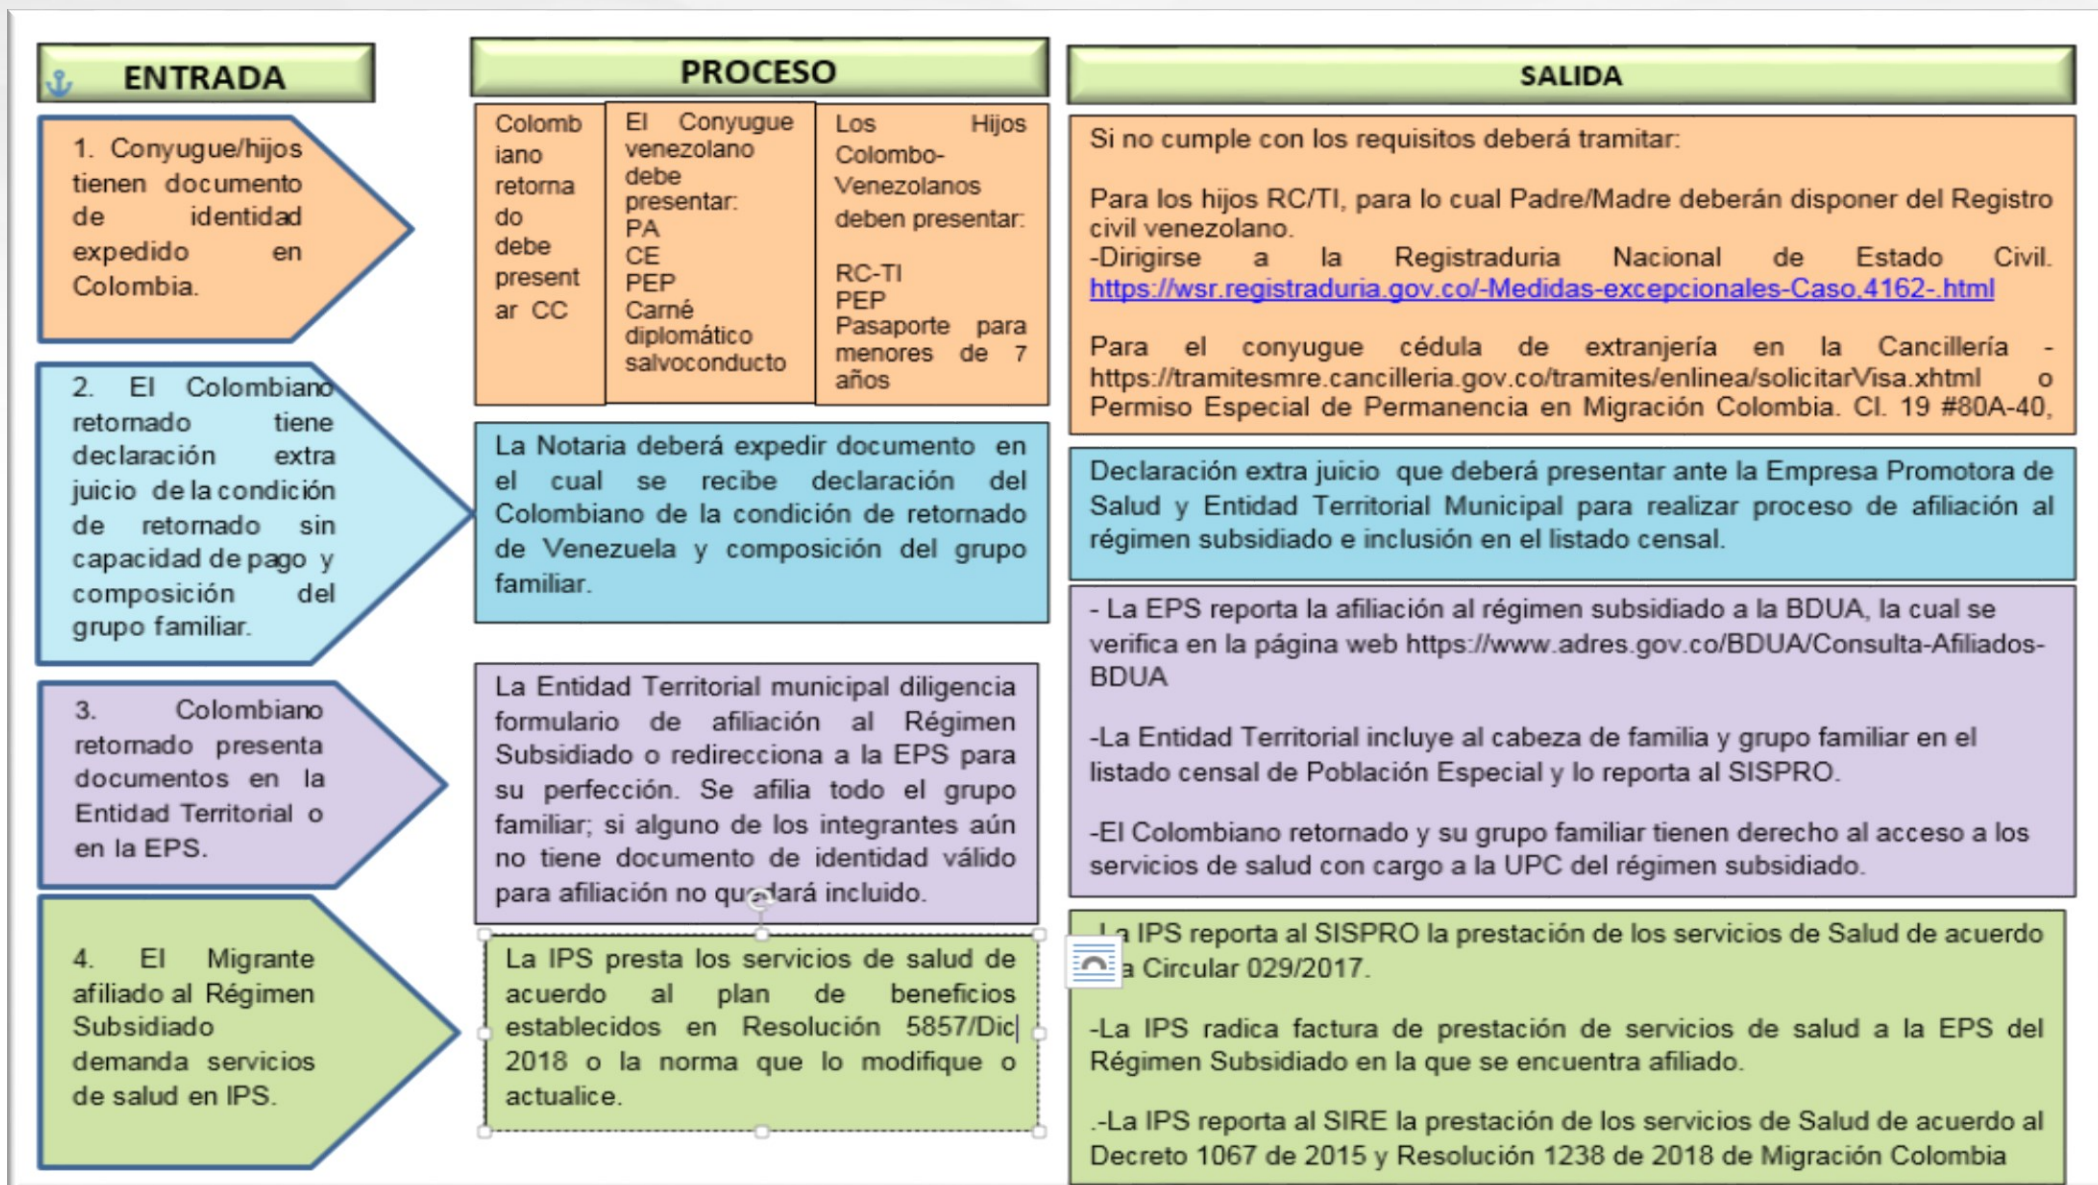 ENTRADA
PROCESO
SALIDA
1. Conyugue/hijos
tienen documento
de identidad
expedido en
Colombia.
Colomb
iano
retorna
do
debe
present
ar CC
El Conyugue
venezolano
debe
presentar:
PA
CE
PEP
Carné
diplomático
salvoconducto
Los Hijos
Colombo-
Venezolanos
deben presentar:
RC-TI
PEP
Pasaporte para
menores de 7
años
Si no cumple con los requisitos deberá tramitar:
Para los hijos RC/TI, para lo cual Padre/Madre deberán disponer del Registro
civil venezolano.
-Dirigirse a la Registraduria Nacional de Estado Civil.
https://wsr.registraduria.gov.co/-Medidas-excepcionales-Caso,4162-.html
Para el conyugue cédula de extranjería en la Cancillería -
https://tramitesmre.cancilleria.gov.co/tramites/enlinea/solicitarVisa.xhtml o
Permiso Especial de Permanencia en Migración Colombia. Cl. 19 #80A-40,
2. El Colombiano
retornado tiene
declaración extra
juicio de la condición
de retornado sin
capacidad de pago y
composición del
grupo familiar.
La Notaria deberá expedir documento en
el cual se recibe declaración del
Colombiano de la condición de retornado
de Venezuela y composición del grupo
familiar.
Declaración extra juicio que deberá presentar ante la Empresa Promotora de
Salud y Entidad Territorial Municipal para realizar proceso de afiliación al
régimen subsidiado e inclusión en el listado censal.
3. Colombiano
retornado presenta
documentos en la
Entidad Territorial o
en la EPS.
La Entidad Territorial municipal diligencia
formulario de afiliación al Régimen
Subsidiado o redirecciona a la EPS para
su perfección. Se afilia todo el grupo
familiar; si alguno de los integrantes aún
no tiene documento de identidad válido
para afiliación no quedará incluido.
- La EPS reporta la afiliación al régimen subsidiado a la BDUA, la cual se
verifica en la página web https://www.adres.gov.co/BDUA/Consulta-Afiliados-
BDUA
-La Entidad Territorial incluye al cabeza de familia y grupo familiar en el
listado censal de Población Especial y lo reporta al SISPRO.
-El Colombiano retornado y su grupo familiar tienen derecho al acceso a los
servicios de salud con cargo a la UPC del régimen subsidiado.
4. El Migrante
afiliado al Régimen
Subsidiado
demanda servicios
de salud en IPS.
La IPS presta los servicios de salud de
acuerdo al plan de beneficios
establecidos en Resolución 5857/Dic
2018 o la norma que lo modifique o
actualice.
La IPS reporta al SISPRO la prestación de los servicios de Salud de acuerdo
a Circular 029/2017.
-La IPS radica factura de prestación de servicios de salud a la EPS del
Régimen Subsidiado en la que se encuentra afiliado.
.-La IPS reporta al SIRE la prestación de los servicios de Salud de acuerdo al
Decreto 1067 de 2015 y Resolución 1238 de 2018 de Migración Colombia